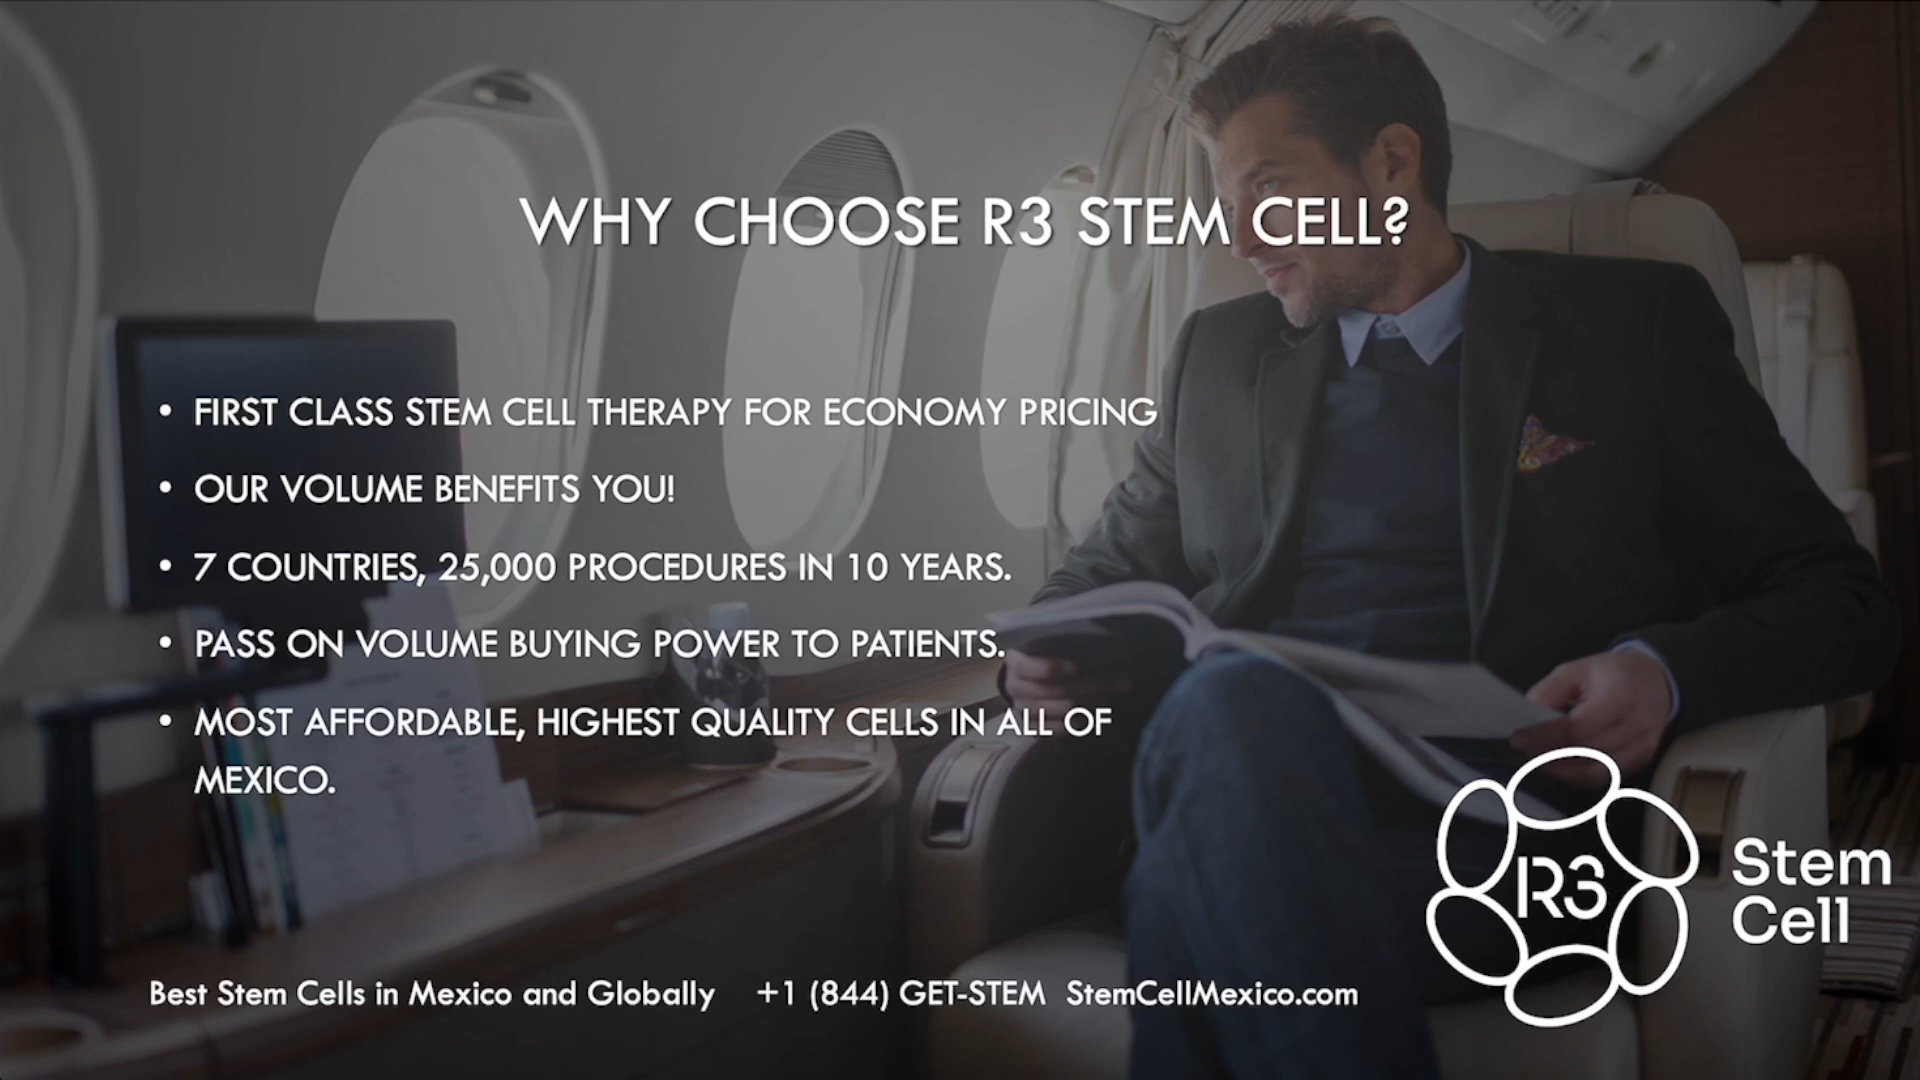 WHY CHOOSE R3 STEM CELL?
• FIRST CLASS STEM CELL THERAPY FOR ECONOMY PRICING
• OUR VOLUME BENEFITS YOU!
• 7 COUNTRIES, 25,000 PROCEDURES IN 10 YEARS.
• PASS ON VOLUME BUYING POWER TO PATIENTS.
• MOST AFFORDABLE, HIGHEST QUALITY CELLS IN ALL OF
MEXICO.
R3
Stem
Cell
Best Stem Cells in Mexico and Globally +1 (844) GET-STEM StemCellMexico.com